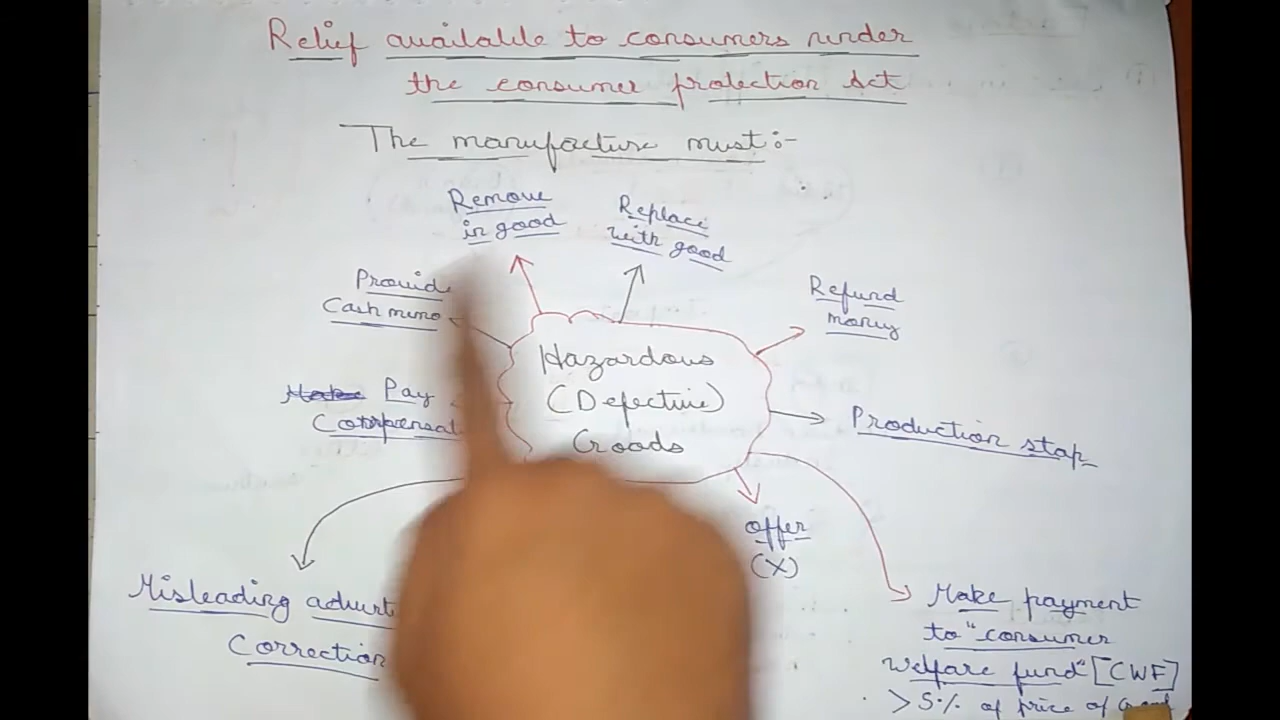 Relief available to consumers under
the consumer protection Act
The manufacture must:-
Remove
in good
Replace
with good
Provide
Cash memo
Refund
money
Hazardous
(Defective)
Goods
Pay
Production stop
offer
(X)
Misleading advert
Correction
Make payment
to "consumer
welfare fund" [CWF]
> 5% of price of Good